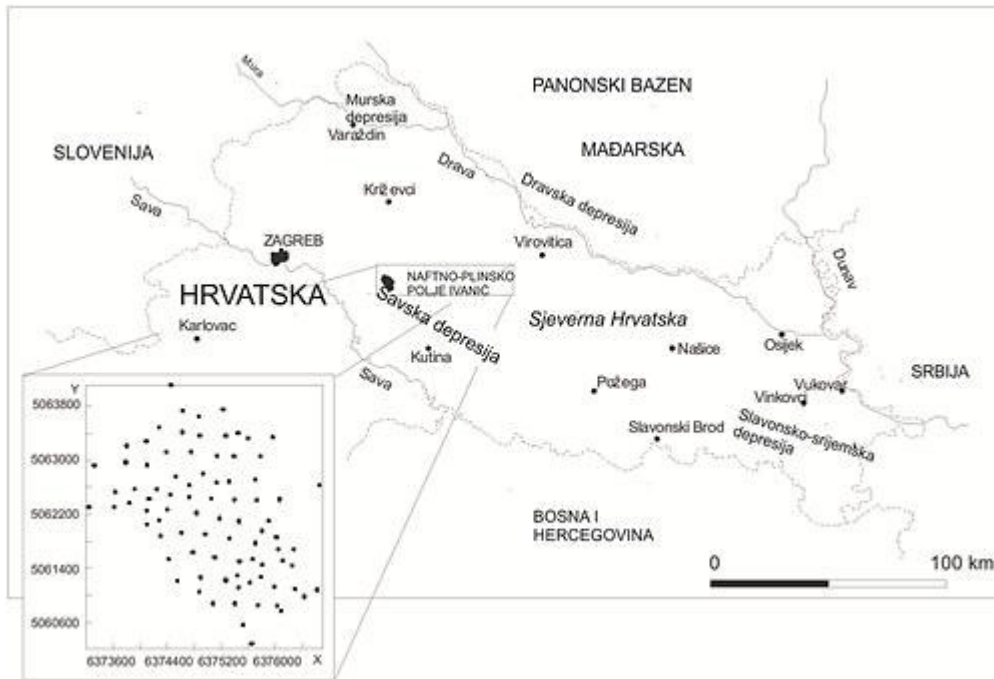 PANONSKI BAZEN
Mura
Murska
depresija
Varaždin
SLOVENIJA
MAĐARSKA
Drava
Dravska depresija
Sava
Križevci
Virovitica
ZAGREB
NAFTNO-PLINSKO
POLJE IVANIĆ
Dunav
HRVATSKA
Savska depresija
Sjeverna Hrvatska
Karlovac
Kutina
Našice
Osijek
Sava
Požega
Vukovar
SRBIJA
Vinkovci
Slavonski Brod
Slavonsko-srijemska
depresija
BOSNA I
HERCEGOVINA
0 100 km
Y
5063800
5063000
5062200
5061400
5060600
6373600 6374400 6375200 6376000 X